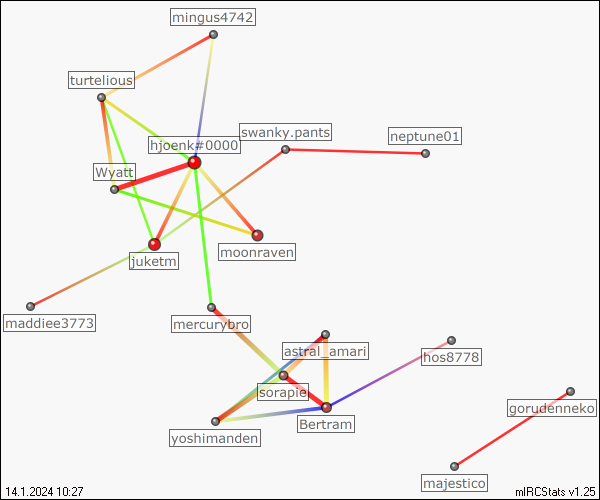 mingus4742
turtelious
swanky.pants
neptune01
hjoenk#0000
Wyatt
moonraven
juketm
maddiee3773
mercurybro
astral_amari
hos8778
sorapie
gorudenneko
Bertram
yoshimanden
majestico
14.1.2024 10:27
mIRCStats v1.25